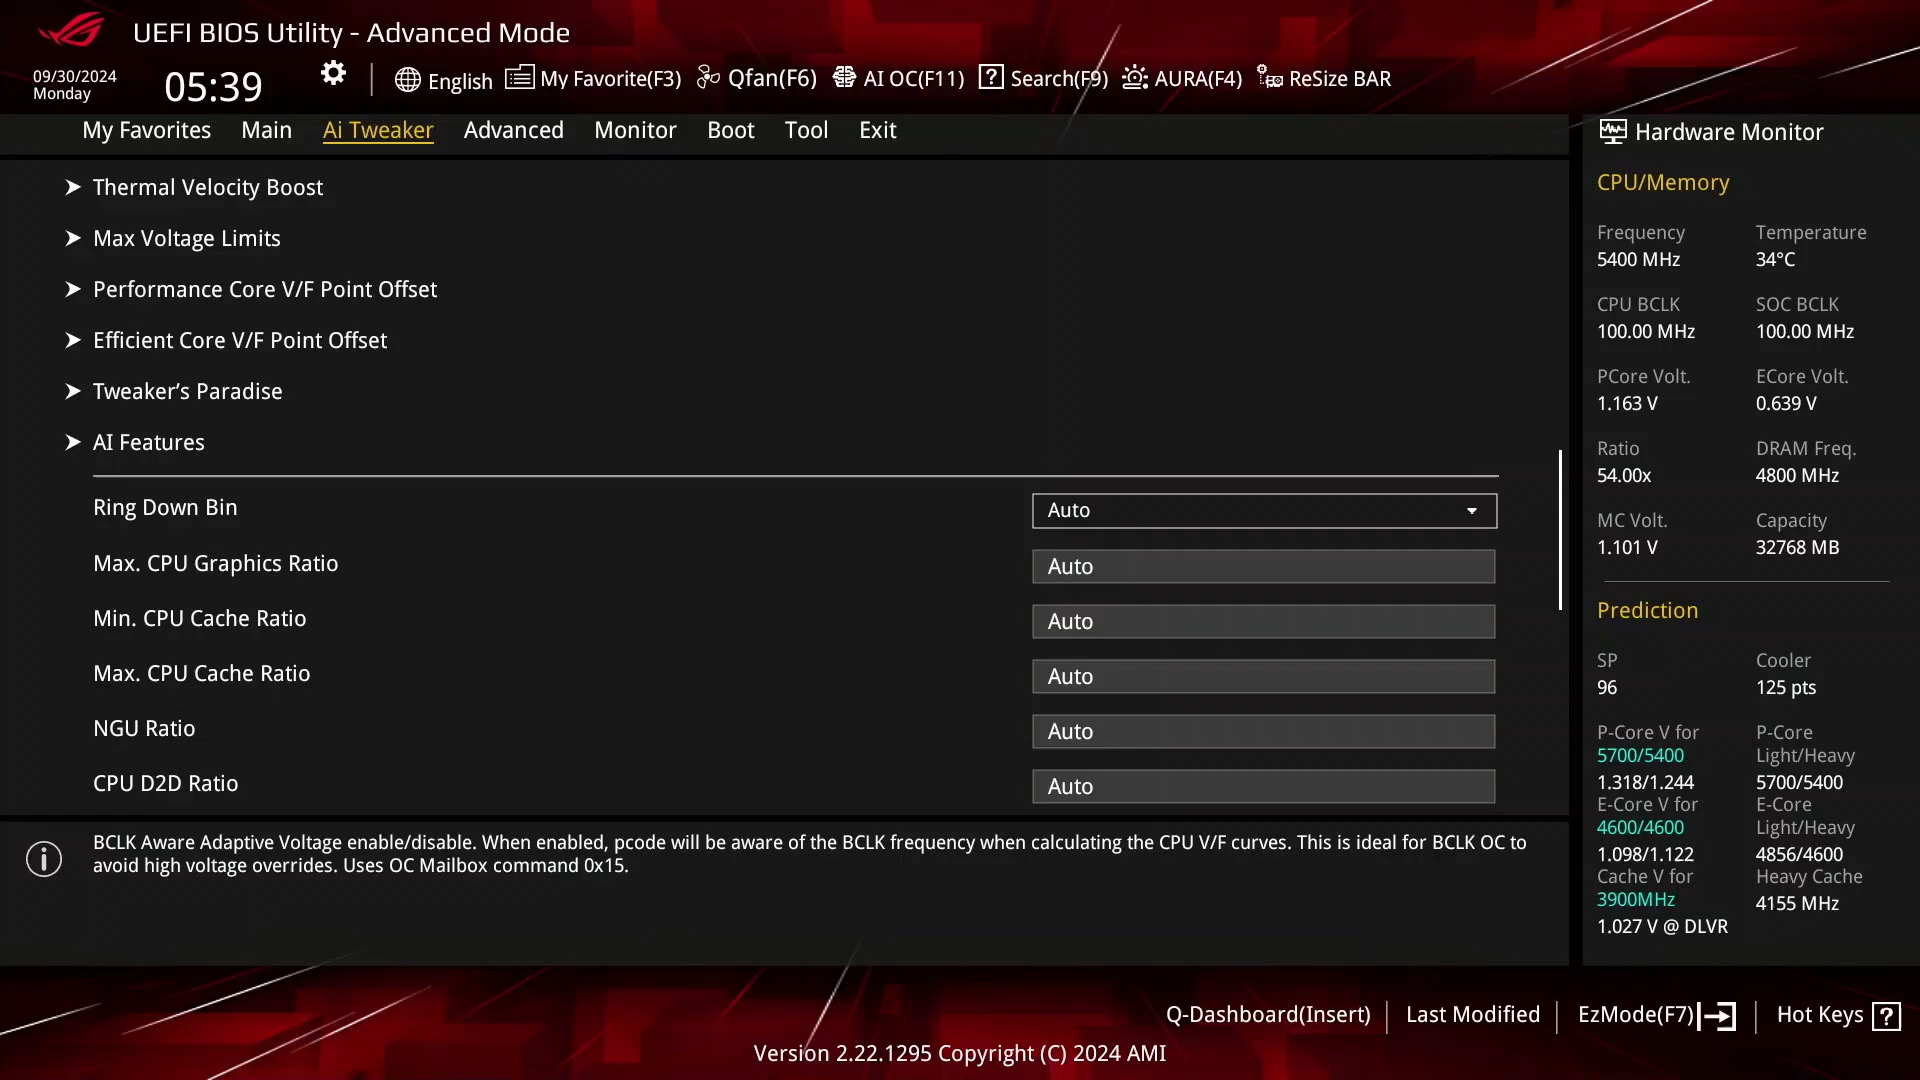 UEFI BIOS Utility - Advanced Mode
09/30/2024
Monday
05:39
English
My Favorite(F3)
Qfan(F6)
AI OC(F11)
Search(F9)
AURA(F4)
ReSize BAR
My Favorites
Main
Ai Tweaker
Advanced
Monitor
Boot
Tool
Exit
Thermal Velocity Boost
Max Voltage Limits
Performance Core V/F Point Offset
Efficient Core V/F Point Offset
Tweaker’s Paradise
AI Features
Ring Down Bin
Auto
Max. CPU Graphics Ratio
Auto
Min. CPU Cache Ratio
Auto
Max. CPU Cache Ratio
Auto
NGU Ratio
Auto
CPU D2D Ratio
Auto
BCLK Aware Adaptive Voltage enable/disable. When enabled, pcode will be aware of the BCLK frequency when calculating the CPU V/F curves. This is ideal for BCLK OC to
avoid high voltage overrides. Uses OC Mailbox command 0x15.
Hardware Monitor
CPU/Memory
Frequency Temperature
5400 MHz 34°C
CPU BCLK SOC BCLK
100.00 MHz 100.00 MHz
PCore Volt. ECore Volt.
1.163 V 0.639 V
Ratio DRAM Freq.
54.00x 4800 MHz
MC Volt. Capacity
1.101 V 32768 MB
Prediction
SP Cooler
96 125 pts
P-Core V for P-Core
5700/5400 Light/Heavy
1.318/1.244 5700/5400
E-Core V for E-Core
4600/4600 Light/Heavy
1.098/1.122 4856/4600
Cache V for Heavy Cache
3900MHz 4155 MHz
1.027 V @ DLVR
Q-Dashboard(Insert)
Last Modified
EzMode(F7)
Hot Keys ?
Version 2.22.1295 Copyright (C) 2024 AMI